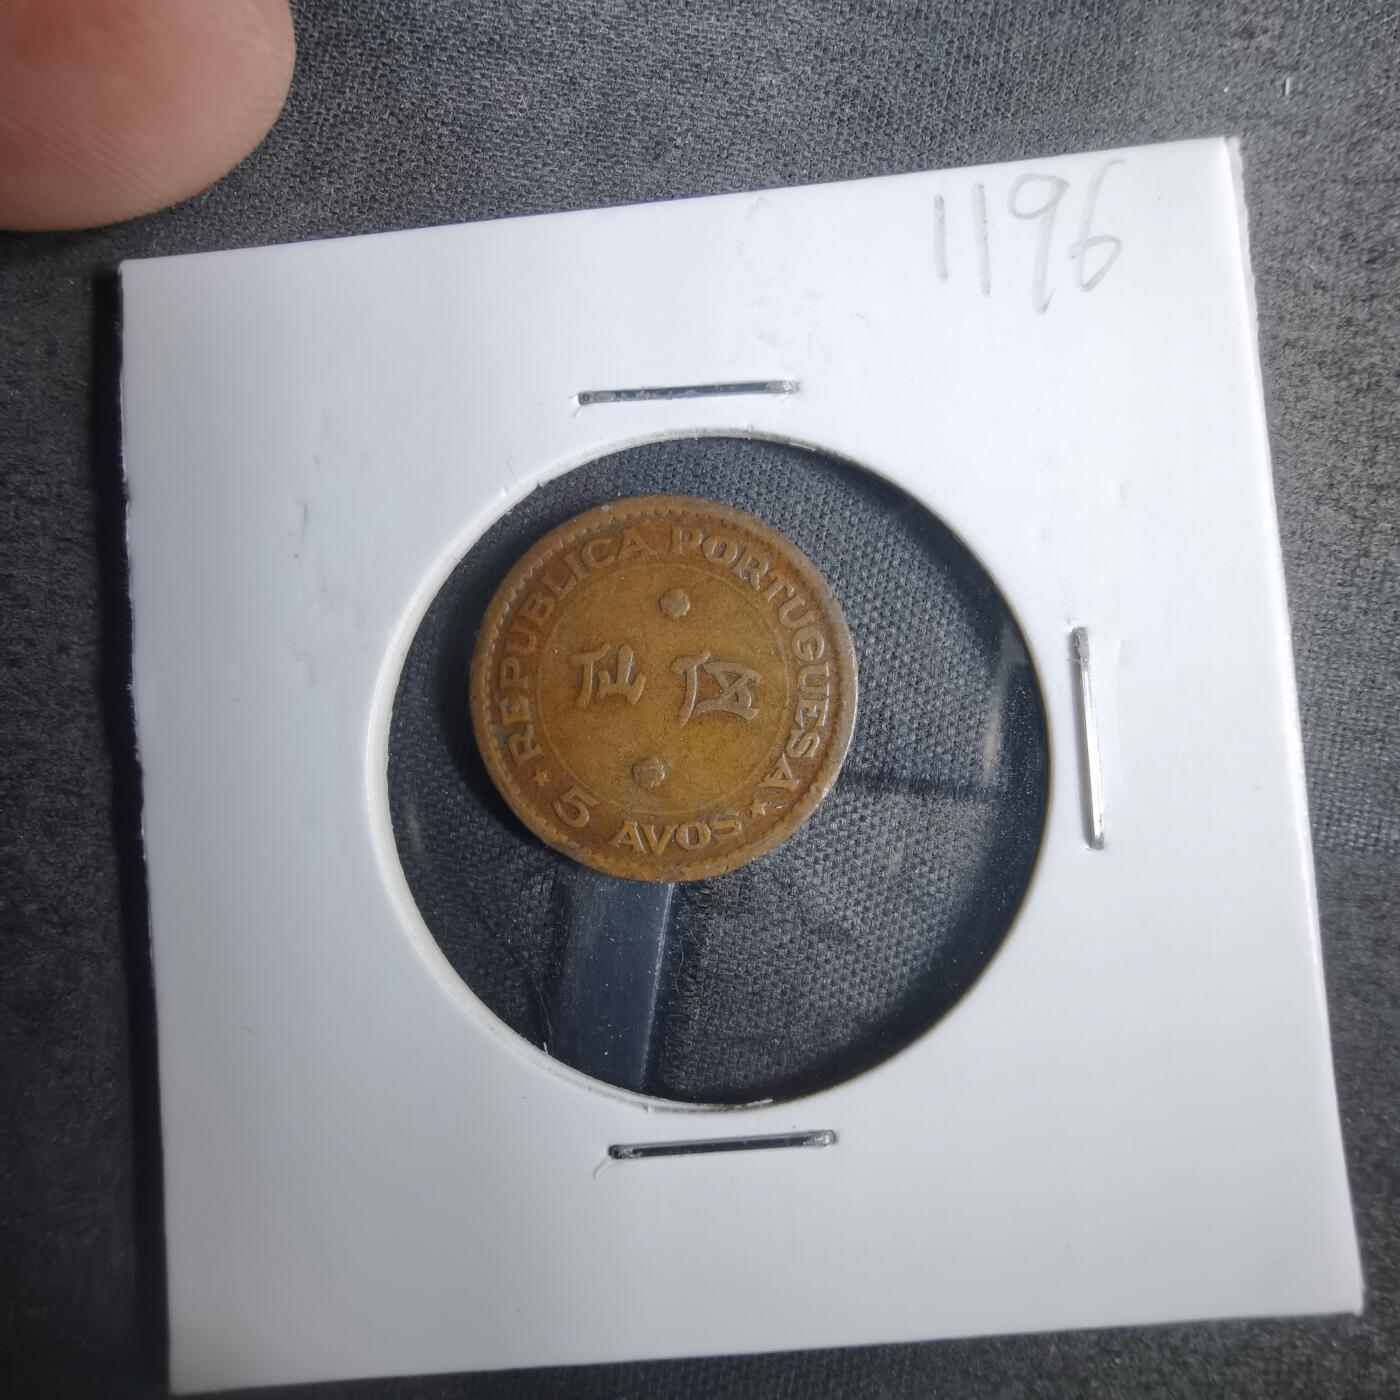 1196
REPUBLICA PORTUGUESA
伍仙
5 AVOS